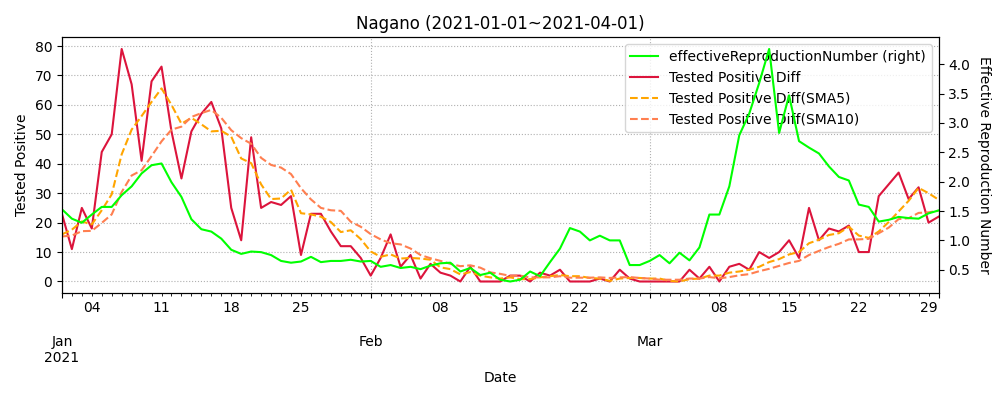 Nagano (2021-01-01~2021-04-01)
effectiveReproductionNumber (right)
Tested Positive Diff
Tested Positive Diff(SMA5)
Tested Positive Diff(SMA10)
Tested Positive
80
70
60
50
40
30
20
10
0
4.0
3.5
3.0
2.5
2.0
1.5
1.0
0.5
Effective Reproduction Number
04 11 18 25 08 15 22 08 15 22 29
Jan Feb Mar
2021
Date